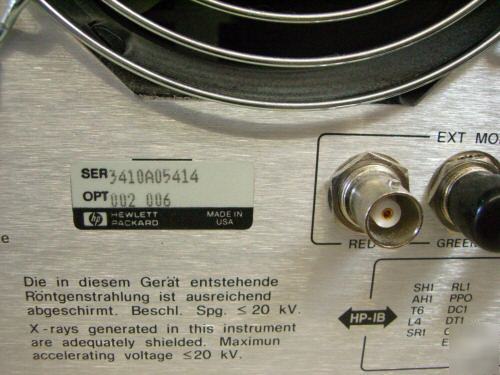 EXT MO
SER 3410A05414
OPT 002 006
hp HEWLETT PACKARD MADE IN USA
RED GREEN
e
Die in diesem Gerät entstehende
Röntgenstrahlung ist ausreichend
abgeschirmt. Beschl. Spg. ≤ 20 kV.
X-rays generated in this instrument
are adequately shielded. Maximun
accelerating voltage ≤20 kV.
HP-IB
SH1 RL1
AH1 PPO
T6 DC1
L4 DT1
SR1